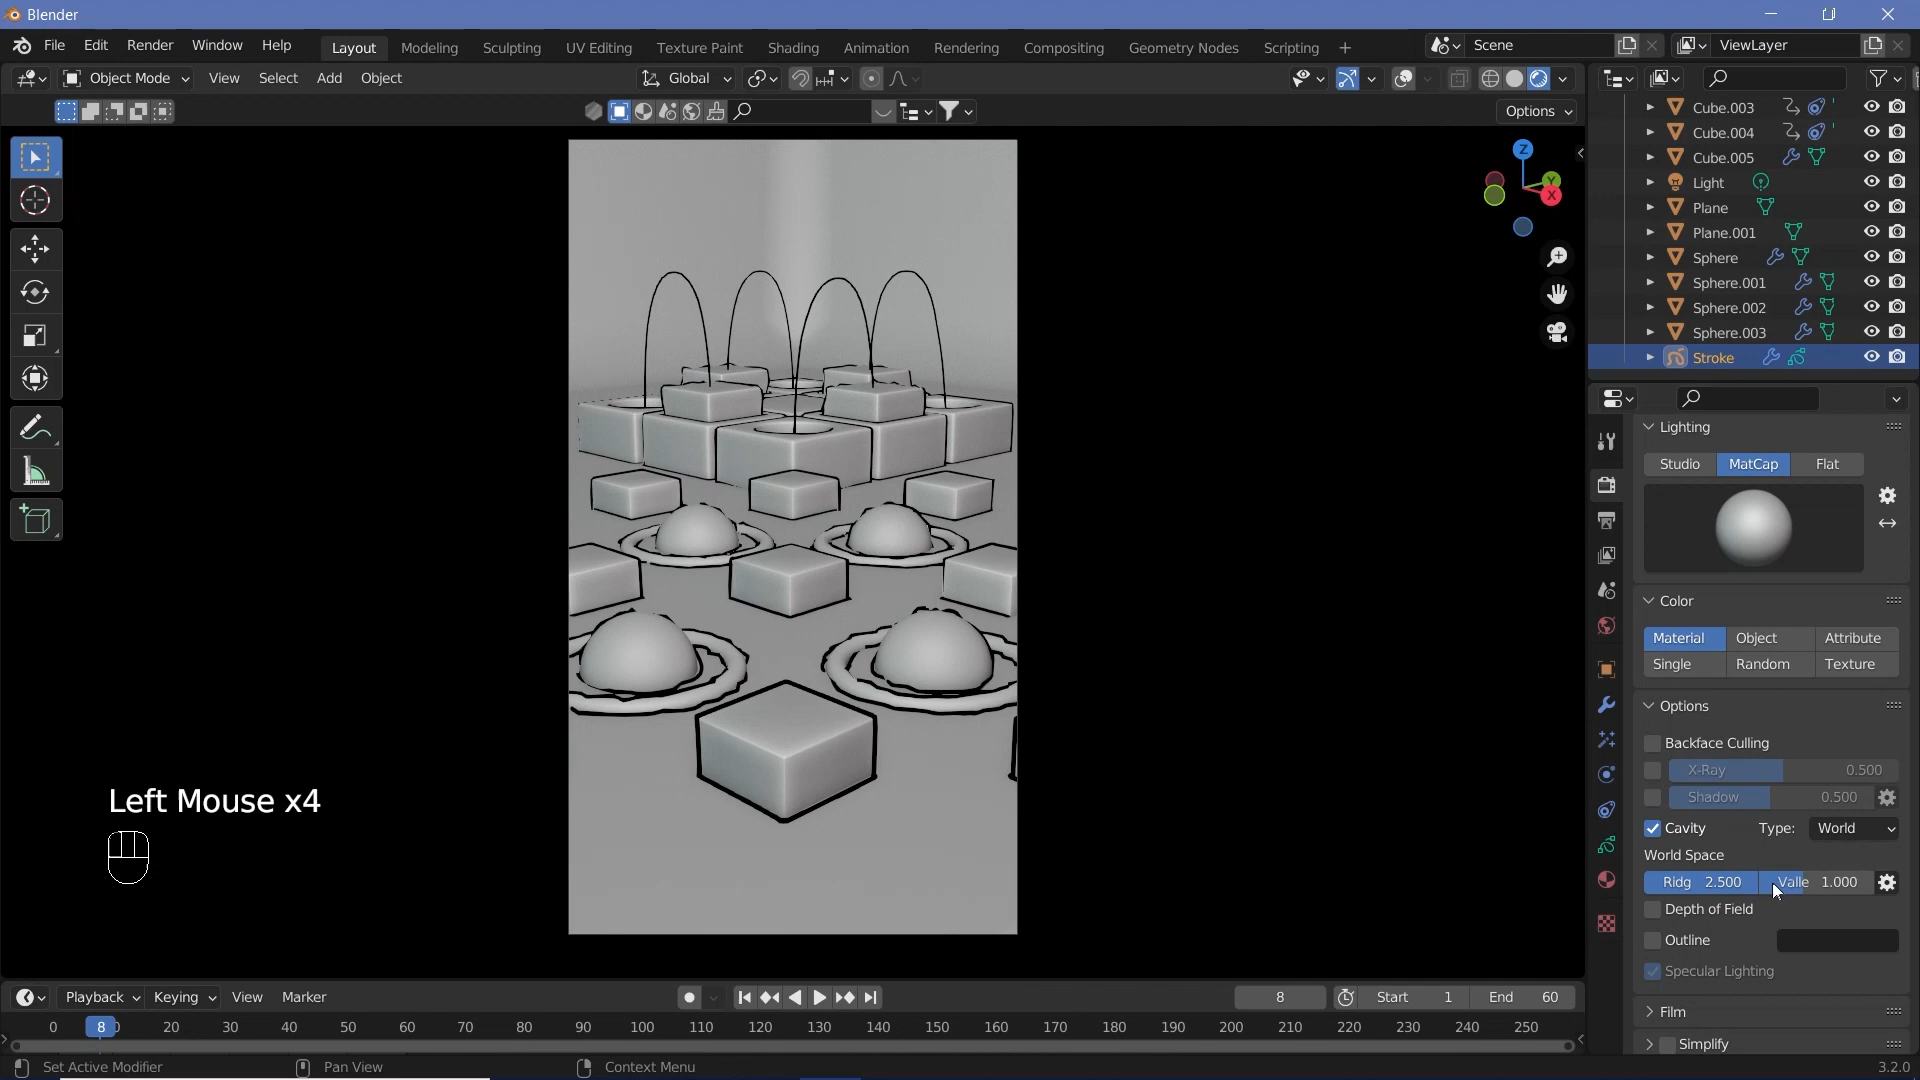 Blender
File Edit Render Window Help Layout Modeling Sculpting UV Editing Texture Paint Shading Animation Rendering Compositing Geometry Nodes Scripting Scene ViewLayer
Object Mode View Select Add Object Global
Options
Z
Y
X
Cube.003
Cube.004
Cube.005
Light
Plane
Plane.001
Sphere
Sphere.001
Sphere.002
Sphere.003
Stroke
Lighting
Studio MatCap Flat
Color
Material Object Attribute
Single Random Texture
Options
Backface Culling
X-Ray 0.500
Shadow 0.500
Cavity Type: World
World Space
Ridg 2.500 Valle 1.000
Depth of Field
Outline
Specular Lighting
Film
Simplify
Left Mouse x4
Playback Keying View Marker 8 Start 1 End 60
0 8 20 30 40 50 60 70 80 90 100 110 120 130 140 150 160 170 180 190 200 210 220 230 240 250
Set Active Modifier Pan View Context Menu 3.2.0